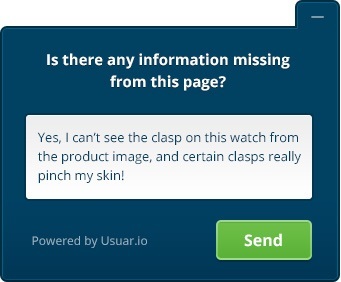 Is there any information missing
from this page?
Yes, I can't see the clasp on this watch from
the product image, and certain clasps really
pinch my skin!
Powered by Usuar.io
Send